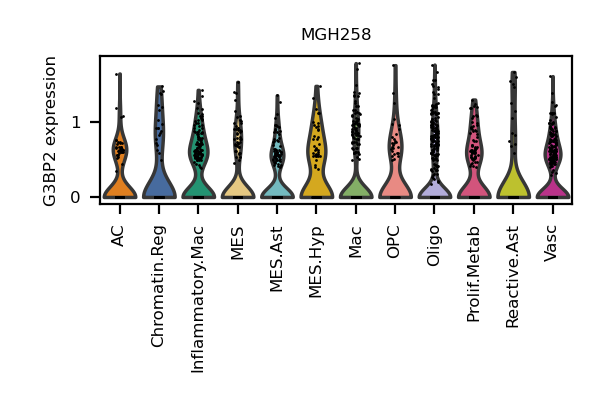 MGH258
G3BP2 expression
1
0
AC
Chromatin.Reg
Inflammatory.Mac
MES
MES.Ast
MES.Hyp
Mac
OPC
Oligo
Prolif.Metab
Reactive.Ast
Vasc